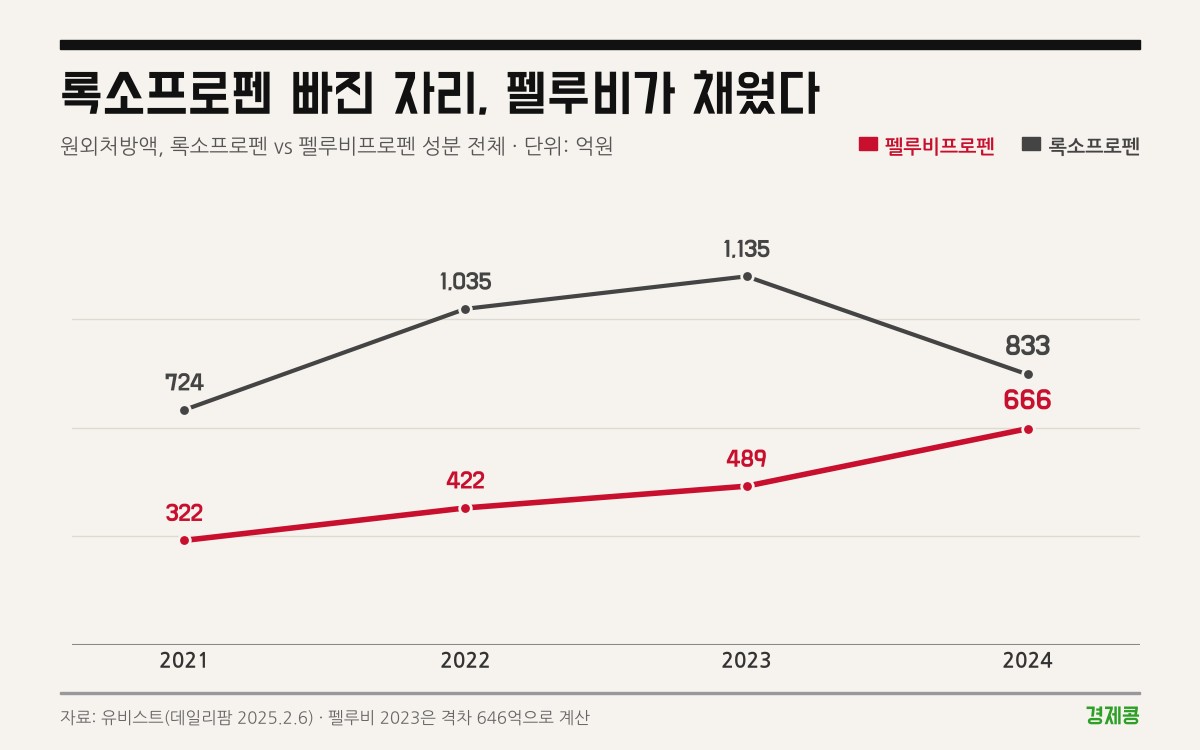 록소프로펜 빠진 자리, 펠루비가 채웠다
원외처방액, 록소프로펜 vs 펠루비프로펜 성분 전체 · 단위: 억원
펠루비프로펜 록소프로펜
1,135
1,035
833
724
666
489
422
322
2021 2022 2023 2024
자료: 유비스트(데일리팜 2025.2.6) · 펠루비 2023은 격차 646억으로 계산
경제콩